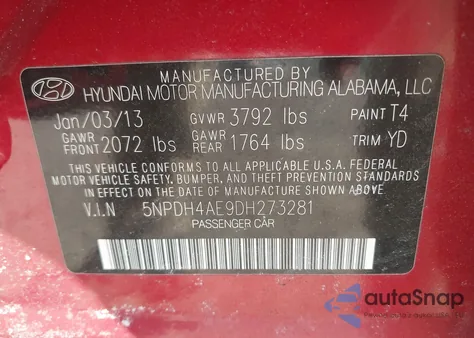 MANUFACTURED BY
HYUNDAI MOTOR MANUFACTURING ALABAMA, LLC
Jan/03/13 GVWR 3792 lbs PAINT T4
GAWR FRONT 2072 lbs GAWR REAR 1764 lbs TRIM YD
THIS VEHICLE CONFORMS TO ALL APPLICABLE U.S.A. FEDERAL
MOTOR VEHICLE SAFETY, BUMPER, AND THEFT PREVENTION STANDARDS
IN EFFECT ON THE DATE OF MANUFACTURE SHOWN ABOVE.
V.I.N 5NPDH4AE9DH273281
PASSENGER CAR
autoSnap